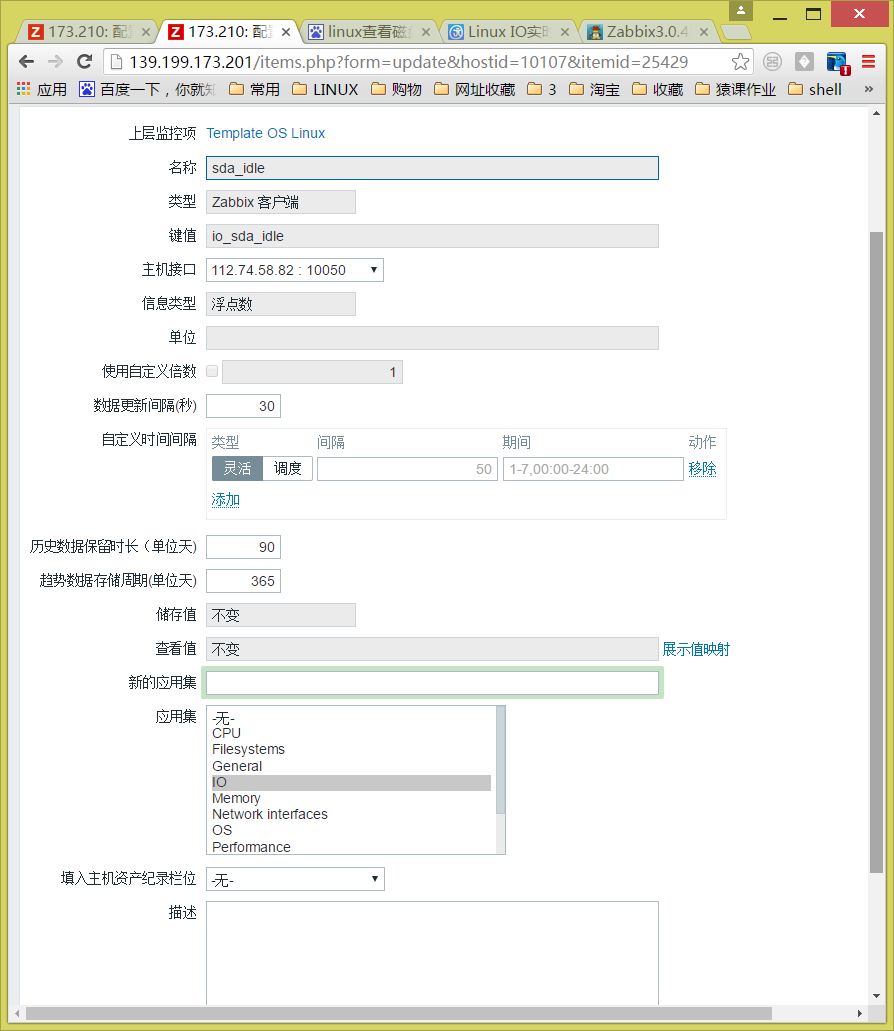 173.210: 配
173.210: 配
linux查看磁
Linux IO实
Zabbix3.0.4
139.199.173.201/items.php?form=update&hostid=10107&itemid=25429
应用 百度一下，你就 常用 LINUX 购物 网址收藏 3 淘宝 收藏 猿课作业 shell »
上层监控项 Template OS Linux
名称 sda_idle
类型 Zabbix 客户端
键值 io_sda_idle
主机接口 112.74.58.82 : 10050
信息类型 浮点数
单位
使用自定义倍数 1
数据更新间隔(秒) 30
自定义时间间隔 类型 间隔 期间 动作
灵活 调度 50 1-7,00:00-24:00 移除
添加
历史数据保留时长（单位天） 90
趋势数据存储周期(单位天) 365
储存值 不变
查看值 不变 展示值映射
新的应用集
应用集 -无-
CPU
Filesystems
General
IO
Memory
Network interfaces
OS
Performance
填入主机资产纪录栏位 -无-
描述